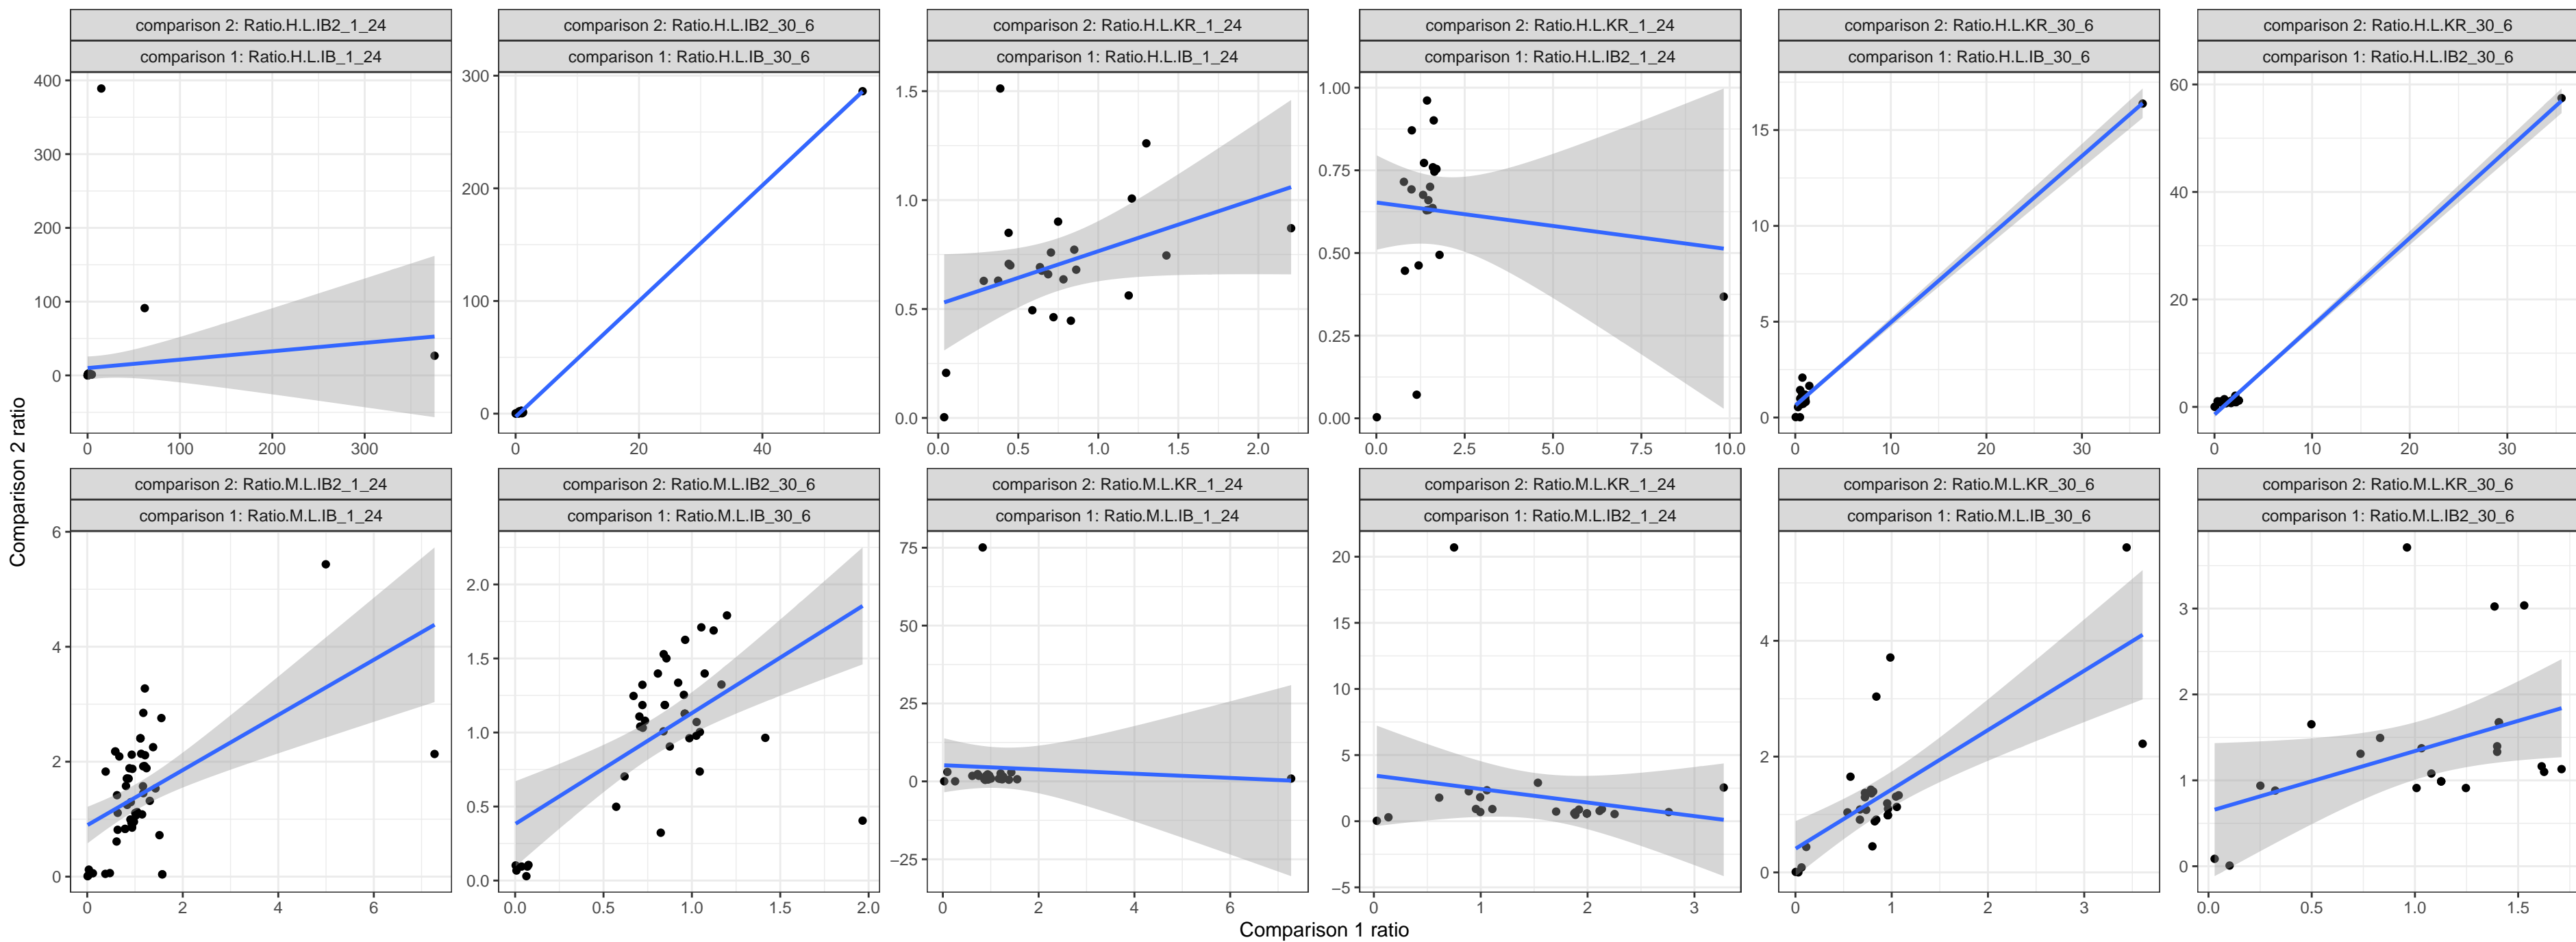 comparison 2: Ratio.H.L.IB2_1_24
comparison 1: Ratio.H.L.IB_1_24
400
300
200
100
0
0 100 200 300
comparison 2: Ratio.H.L.IB2_30_6
comparison 1: Ratio.H.L.IB_30_6
300
200
100
0
0 20 40
comparison 2: Ratio.H.L.KR_1_24
comparison 1: Ratio.H.L.IB_1_24
1.5
1.0
0.5
0.0
0.0 0.5 1.0 1.5 2.0
comparison 2: Ratio.H.L.KR_1_24
comparison 1: Ratio.H.L.IB2_1_24
1.00
0.75
0.50
0.25
0.00
0.0 2.5 5.0 7.5 10.0
comparison 2: Ratio.H.L.KR_30_6
comparison 1: Ratio.H.L.IB_30_6
15
10
5
0
0 10 20 30
comparison 2: Ratio.H.L.KR_30_6
comparison 1: Ratio.H.L.IB2_30_6
60
40
20
0
0 10 20 30
Comparison 2 ratio
comparison 2: Ratio.M.L.IB2_1_24
comparison 1: Ratio.M.L.IB_1_24
6
4
2
0
0 2 4 6
comparison 2: Ratio.M.L.IB2_30_6
comparison 1: Ratio.M.L.IB_30_6
2.0
1.5
1.0
0.5
0.0
0.0 0.5 1.0 1.5 2.0
comparison 2: Ratio.M.L.KR_1_24
comparison 1: Ratio.M.L.IB_1_24
75
50
25
0
−25
0 2 4 6
comparison 2: Ratio.M.L.KR_1_24
comparison 1: Ratio.M.L.IB2_1_24
20
15
10
5
0
−5
0 1 2 3
comparison 2: Ratio.M.L.KR_30_6
comparison 1: Ratio.M.L.IB_30_6
4
2
0
0 1 2 3
comparison 2: Ratio.M.L.KR_30_6
comparison 1: Ratio.M.L.IB2_30_6
3
2
1
0
0.0 0.5 1.0 1.5
Comparison 1 ratio